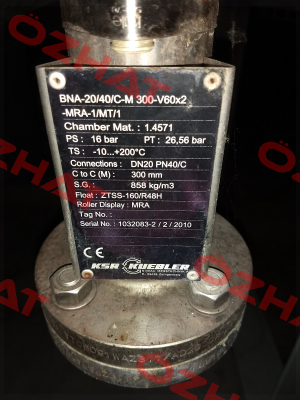 BNA-20/40/C-M 300-V60x2
-MRA-1/MT/1
Chamber Mat. : 1.4571
PS : 16 bar PT : 26,56 bar
TS : -10...+200°C
Connections : DN20 PN40/C
C to C (M) : 300 mm
S.G. : 858 kg/m3
Float : ZTSS-160/R48H
Roller Display : MRA
Tag No :
Serial No. : 1032083-2 / 2 / 2010
CE KSR KUEBLER
OZHAT
OZHAT
OZHAT
OZHAT